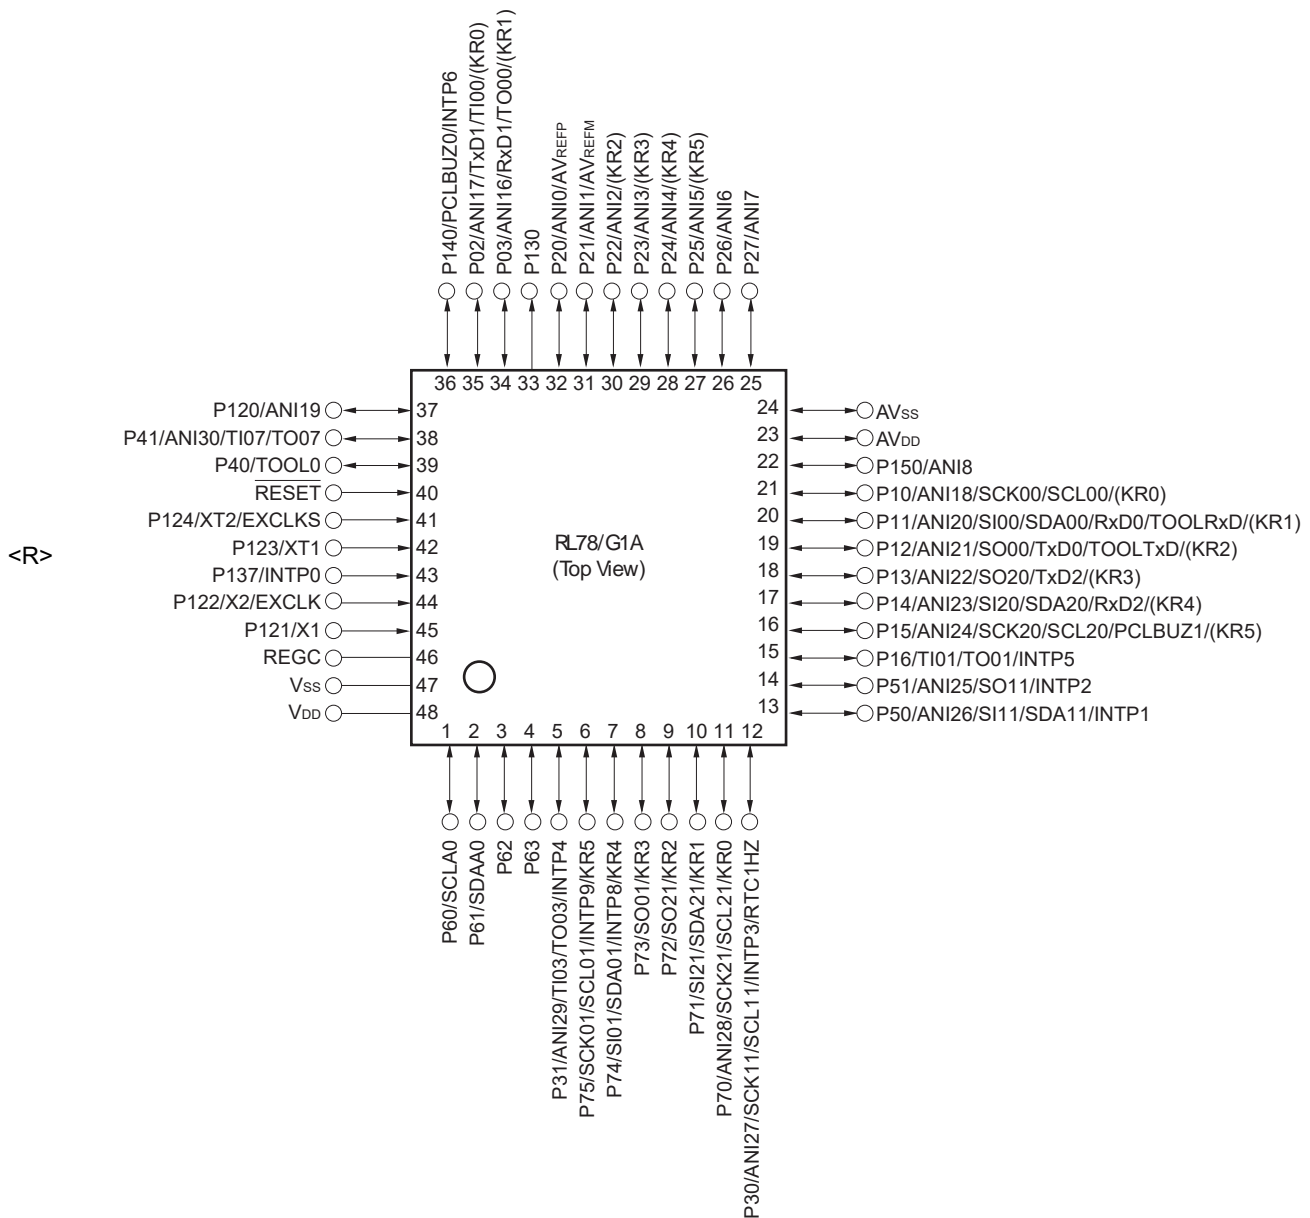 P140/PCLBUZ0/INTP6
P02/ANI17/TxD1/TI00/(KR0)
P03/ANI16/RxD1/TO00/(KR1)
P130
P20/ANI0/AVREFP
P21/ANI1/AVREFM
P22/ANI2/(KR2)
P23/ANI3/(KR3)
P24/ANI4/(KR4)
P25/ANI5/(KR5)
P26/ANI6
P27/ANI7
36 35 34 33 32 31 30 29 28 27 26 25
P120/ANI19 37
P41/ANI30/TI07/TO07 38
P40/TOOL0 39
RESET 40
P124/XT2/EXCLKS 41
P123/XT1 42
P137/INTP0 43
P122/X2/EXCLK 44
P121/X1 45
REGC 46
VSS 47
VDD 48
<R>
RL78/G1A
(Top View)
24 AVSS
23 AVDD
22 P150/ANI8
21 P10/ANI18/SCK00/SCL00/(KR0)
20 P11/ANI20/SI00/SDA00/RxD0/TOOLRxD/(KR1)
19 P12/ANI21/SO00/TxD0/TOOLTxD/(KR2)
18 P13/ANI22/SO20/TxD2/(KR3)
17 P14/ANI23/SI20/SDA20/RxD2/(KR4)
16 P15/ANI24/SCK20/SCL20/PCLBUZ1/(KR5)
15 P16/TI01/TO01/INTP5
14 P51/ANI25/SO11/INTP2
13 P50/ANI26/SI11/SDA11/INTP1
1 2 3 4 5 6 7 8 9 10 11 12
P60/SCLA0
P61/SDAA0
P62
P63
P31/ANI29/TI03/TO03/INTP4
P75/SCK01/SCL01/INTP9/KR5
P74/SI01/SDA01/INTP8/KR4
P73/SO01/KR3
P72/SO21/KR2
P71/SI21/SDA21/KR1
P70/ANI28/SCK21/SCL21/KR0
P30/ANI27/SCK11/SCL11/INTP3/RTC1HZ